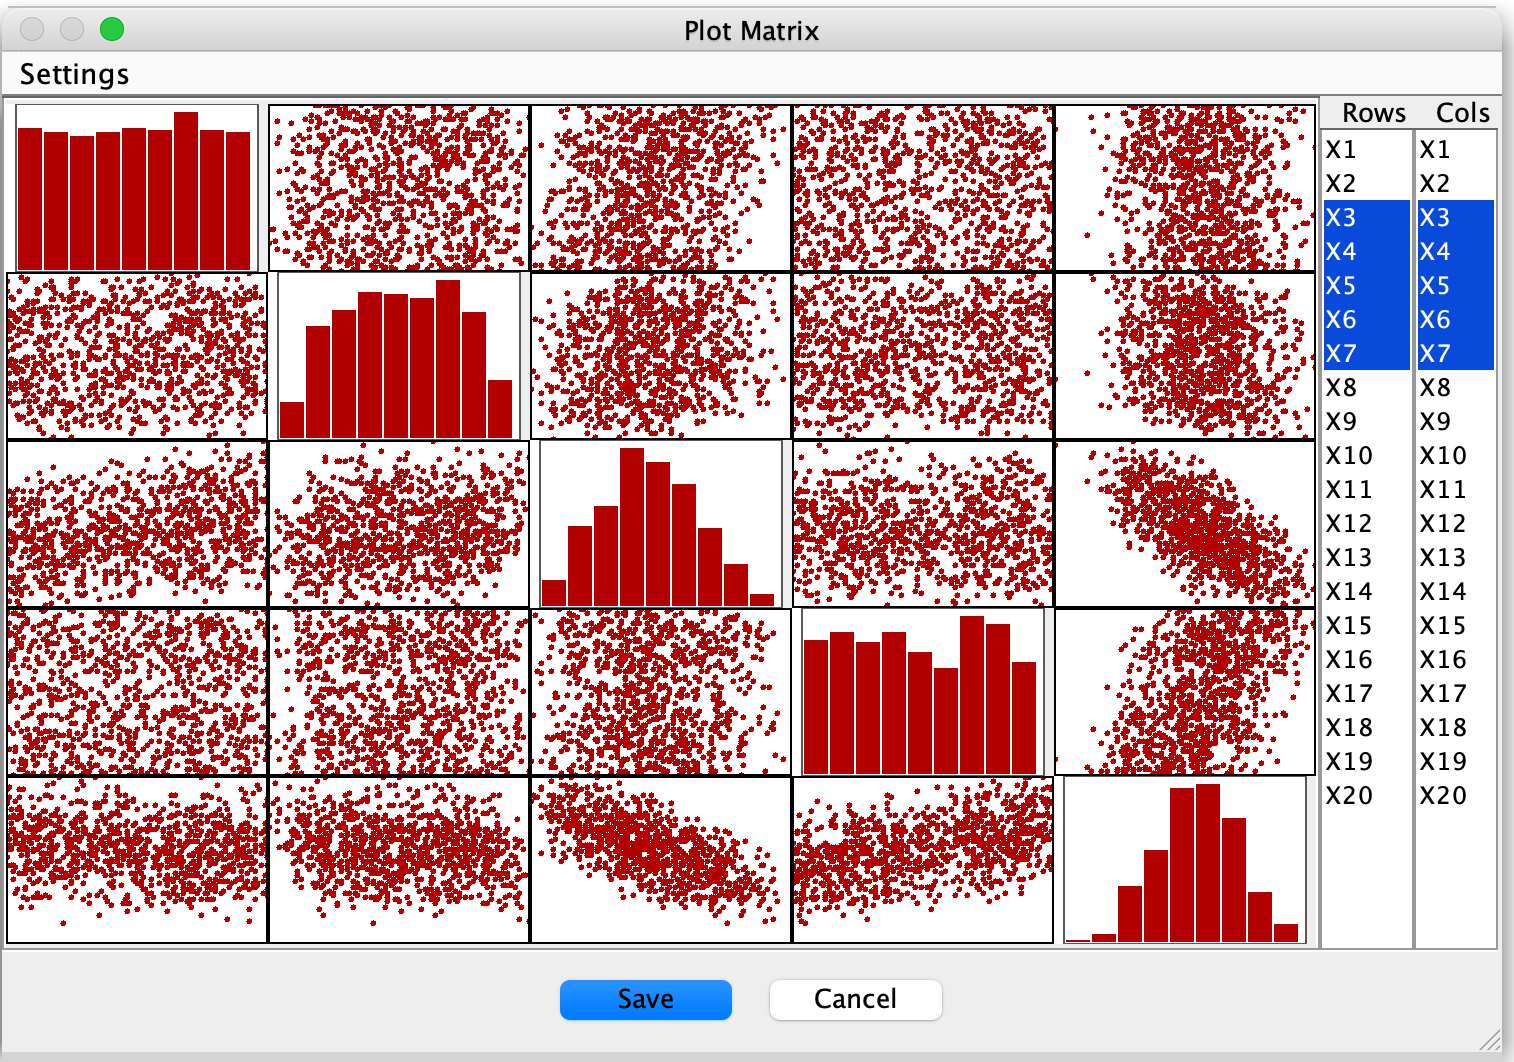 Plot Matrix
Settings
Rows Cols
X1 X1
X2 X2
X3 X3
X4 X4
X5 X5
X6 X6
X7 X7
X8 X8
X9 X9
X10 X10
X11 X11
X12 X12
X13 X13
X14 X14
X15 X15
X16 X16
X17 X17
X18 X18
X19 X19
X20 X20
Save Cancel